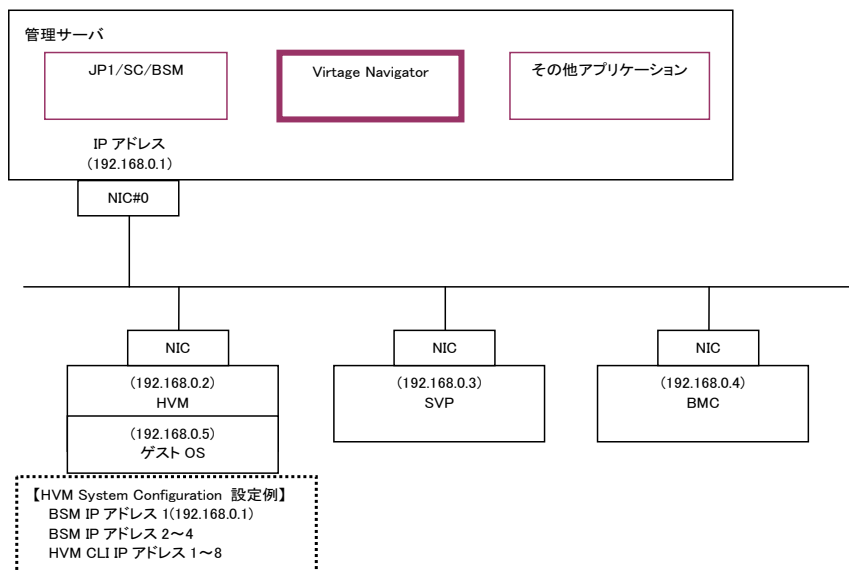 管理サーバ
JP1/SC/BSM
Virtage Navigator
その他アプリケーション
IP アドレス
(192.168.0.1)
NIC#0
NIC
NIC
NIC
(192.168.0.2)
HVM
(192.168.0.3)
SVP
(192.168.0.4)
BMC
(192.168.0.5)
ゲスト OS
【HVM System Configuration 設定例】
BSM IP アドレス 1(192.168.0.1)
BSM IP アドレス 2～4
HVM CLI IP アドレス 1～8